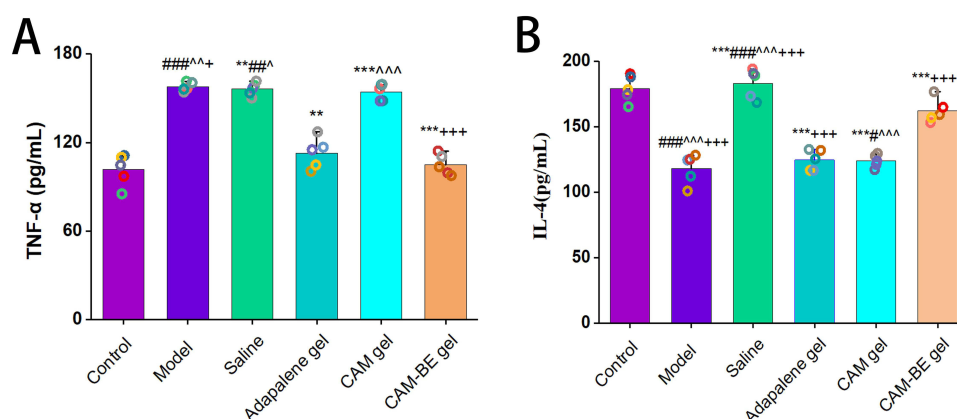 A
TNF-α (pg/mL)
180
120
60
0
###^^+
**##^
**
***^^^
***+++
Control
Model
Saline
Adapalene gel
CAM gel
CAM-BE gel
B
IL-4(pg/mL)
200
150
100
50
0
###^^^+++
***###^^^+++
***+++
***#^^^
***+++
Control
Model
Saline
Adapalene gel
CAM gel
CAM-BE gel